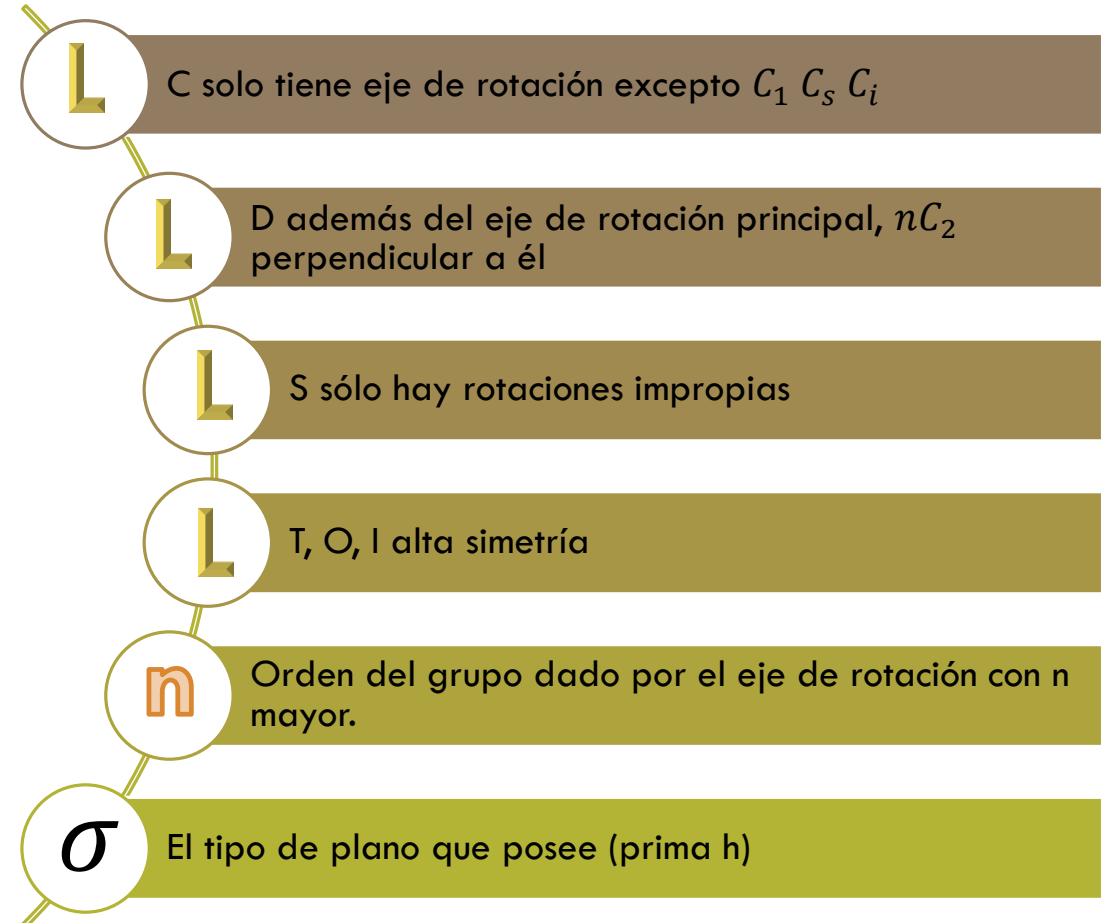 L
C solo tiene eje de rotación excepto 𝐶₁ 𝐶ₛ 𝐶ᵢ
L
D además del eje de rotación principal, 𝑛𝐶₂
perpendicular a él
L
S sólo hay rotaciones impropias
L
T, O, I alta simetría
n
Orden del grupo dado por el eje de rotación con n
mayor.
𝜎
El tipo de plano que posee (prima h)